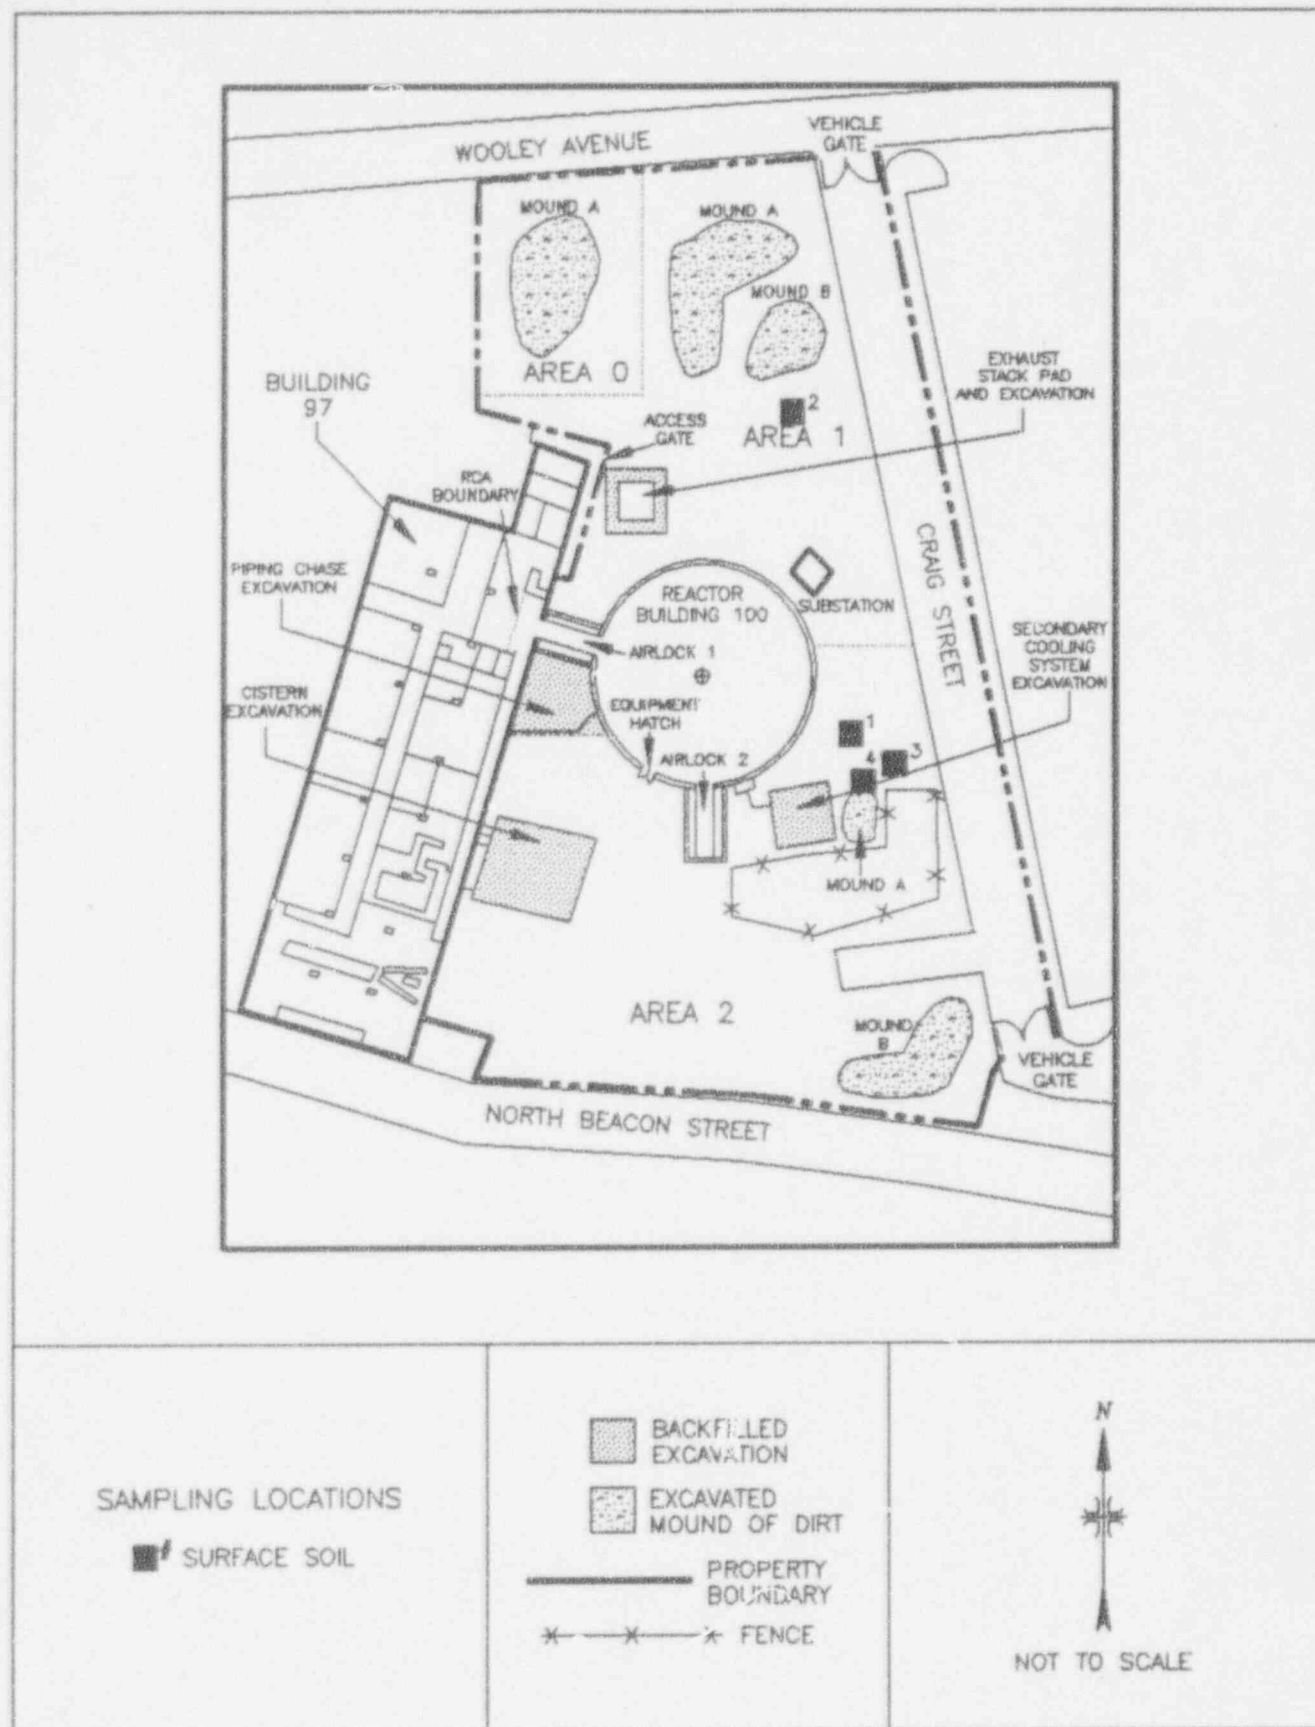 WOOLEY AVENUE
VEHICLE
GATE
MOUND A
MOUND A
MOUND B
AREA 0
EXHAUST
STACK PAD
AND EXCAVATION
BUILDING
97
2
AREA 1
ACCESS
GATE
RCA
BOUNDARY
CRAIG STREET
PIPING CHASE
EXCAVATION
REACTOR
BUILDING 100
SUBSTATION
SECONDARY
COOLING
SYSTEM
EXCAVATION
AIRLOCK 1
CISTERN
EXCAVATION
EQUIPMENT
HATCH
1
AIRLOCK 2
4
3
MOUND A
AREA 2
MOUND
B
VEHICLE
GATE
NORTH BEACON STREET
SAMPLING LOCATIONS
# SURFACE SOIL
BACKFILLED
EXCAVATION
EXCAVATED
MOUND OF DIRT
PROPERTY
BOUNDARY
FENCE
N
NOT TO SCALE